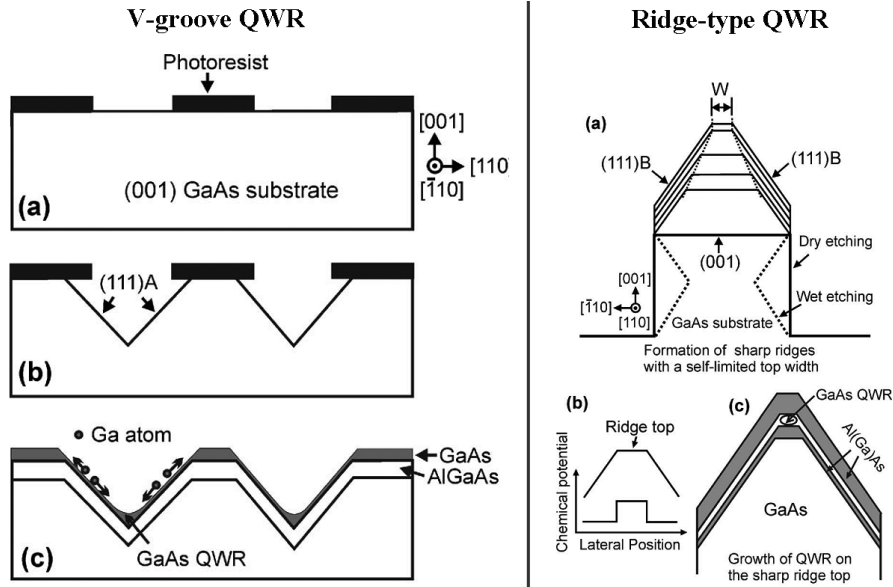 V-groove QWR
Photoresist
[001]
[110]
[1̄10]
(001) GaAs substrate
(a)
(111)A
(b)
Ga atom
GaAs
AlGaAs
GaAs QWR
(c)
Ridge-type QWR
W
(a)
(111)B
(111)B
Dry etching
(001)
[001]
Wet etching
[1̄10]
[110]
GaAs substrate
Formation of sharp ridges
with a self-limited top width
(b)
Ridge top
Chemical potential
Lateral Position
(c)
GaAs QWR
Al(Ga)As
GaAs
Growth of QWR on
the sharp ridge top